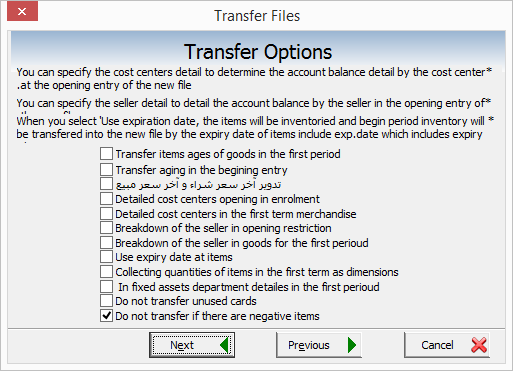 Transfer Files
Transfer Options
You can specify the cost centers detail to determine the account balance detail by the cost center*
.at the opening entry of the new file
You can specify the seller detail to detail the account balance by the seller in the opening entry of*
When you select 'Use expiration date, the items will be inventoried and begin period inventory will *
be transfered into the new file by the expiry date of items include exp.date which includes expiry
Transfer items ages of goods in the first period
Transfer aging in the begining entry
تدوير آخر سعر شراء و آخر سعر مبيع
Detailed cost centers opening in enrolment
Detailed cost centers in the first term merchandise
Breakdown of the seller in opening restriction
Breakdown of the seller in goods for the first perioud
Use expiry date at items
Collecting quantities of items in the first term as dimensions
In fixed assets department detailes in the first perioud
Do not transfer unused cards
Do not transfer if there are negative items
Next
Previous
Cancel